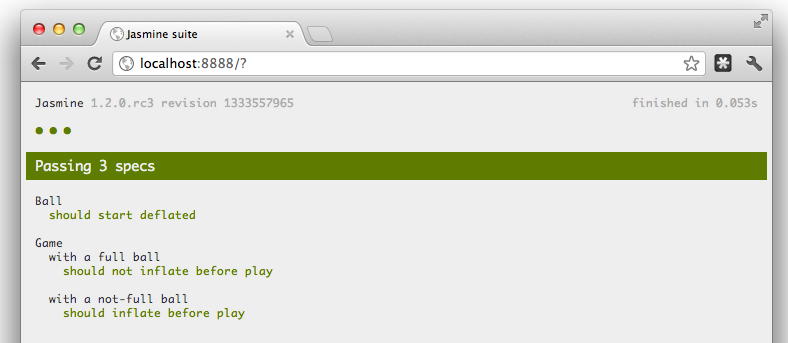 Jasmine suite
localhost:8888/?
Jasmine 1.2.0.rc3 revision 1333557965 finished in 0.053s
Passing 3 specs
Ball
should start deflated
Game
with a full ball
should not inflate before play
with a not-full ball
should inflate before play